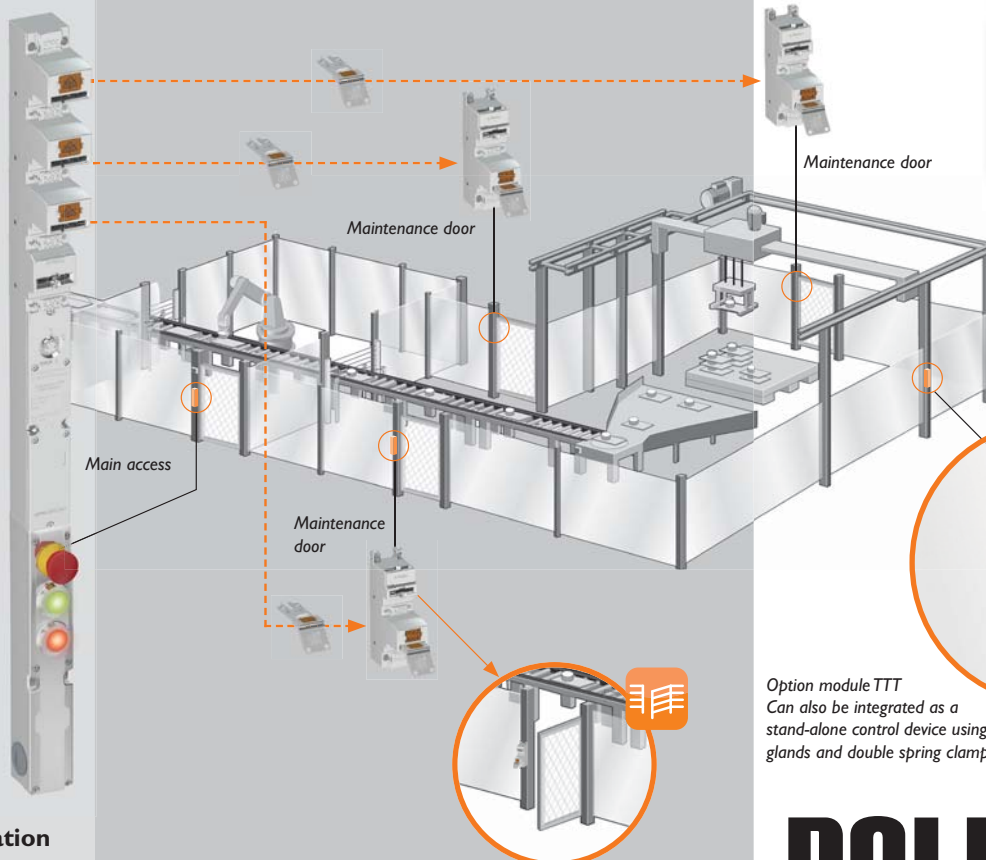 Maintenance door
Maintenance door
Main access
Maintenance
door
Option module TTT
Can also be integrated as a
stand-alone control device using
glands and double spring clamp
ation